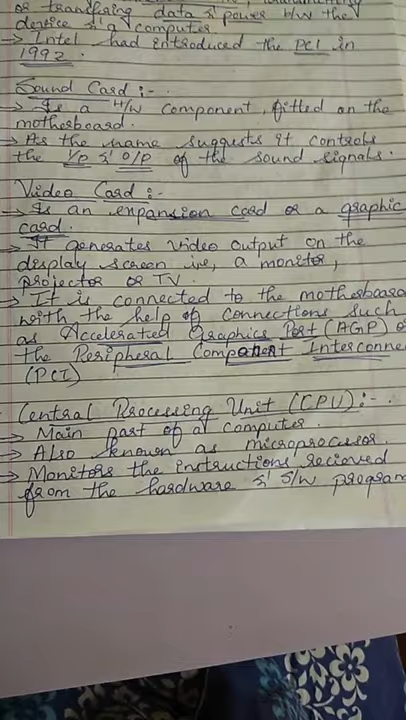 or transfering data & power b/w the
device & a computer
→ Intel had introduced the PCI in
1992.
Sound Card :-
→ Is a H/W component, fitted on the
motherboard.
→ As the name suggests it controls
the I/P & O/P of the sound signals.
Video Card :-
→ Is an expansion card or a graphic
card.
→ It generates video output on the
display screen i.e, a monitor,
projector or TV
→ It is connected to the motherboard
with the help of connections such
as Accelerated Graphics Port (AGP) or
the Peripheral Component Interconne
(PCI)
Central Processing Unit (CPU) :-
→ Main part of a computer.
→ Also known as microprocessor.
→ Monitors the instructions recieved
from the hardware & S/W program